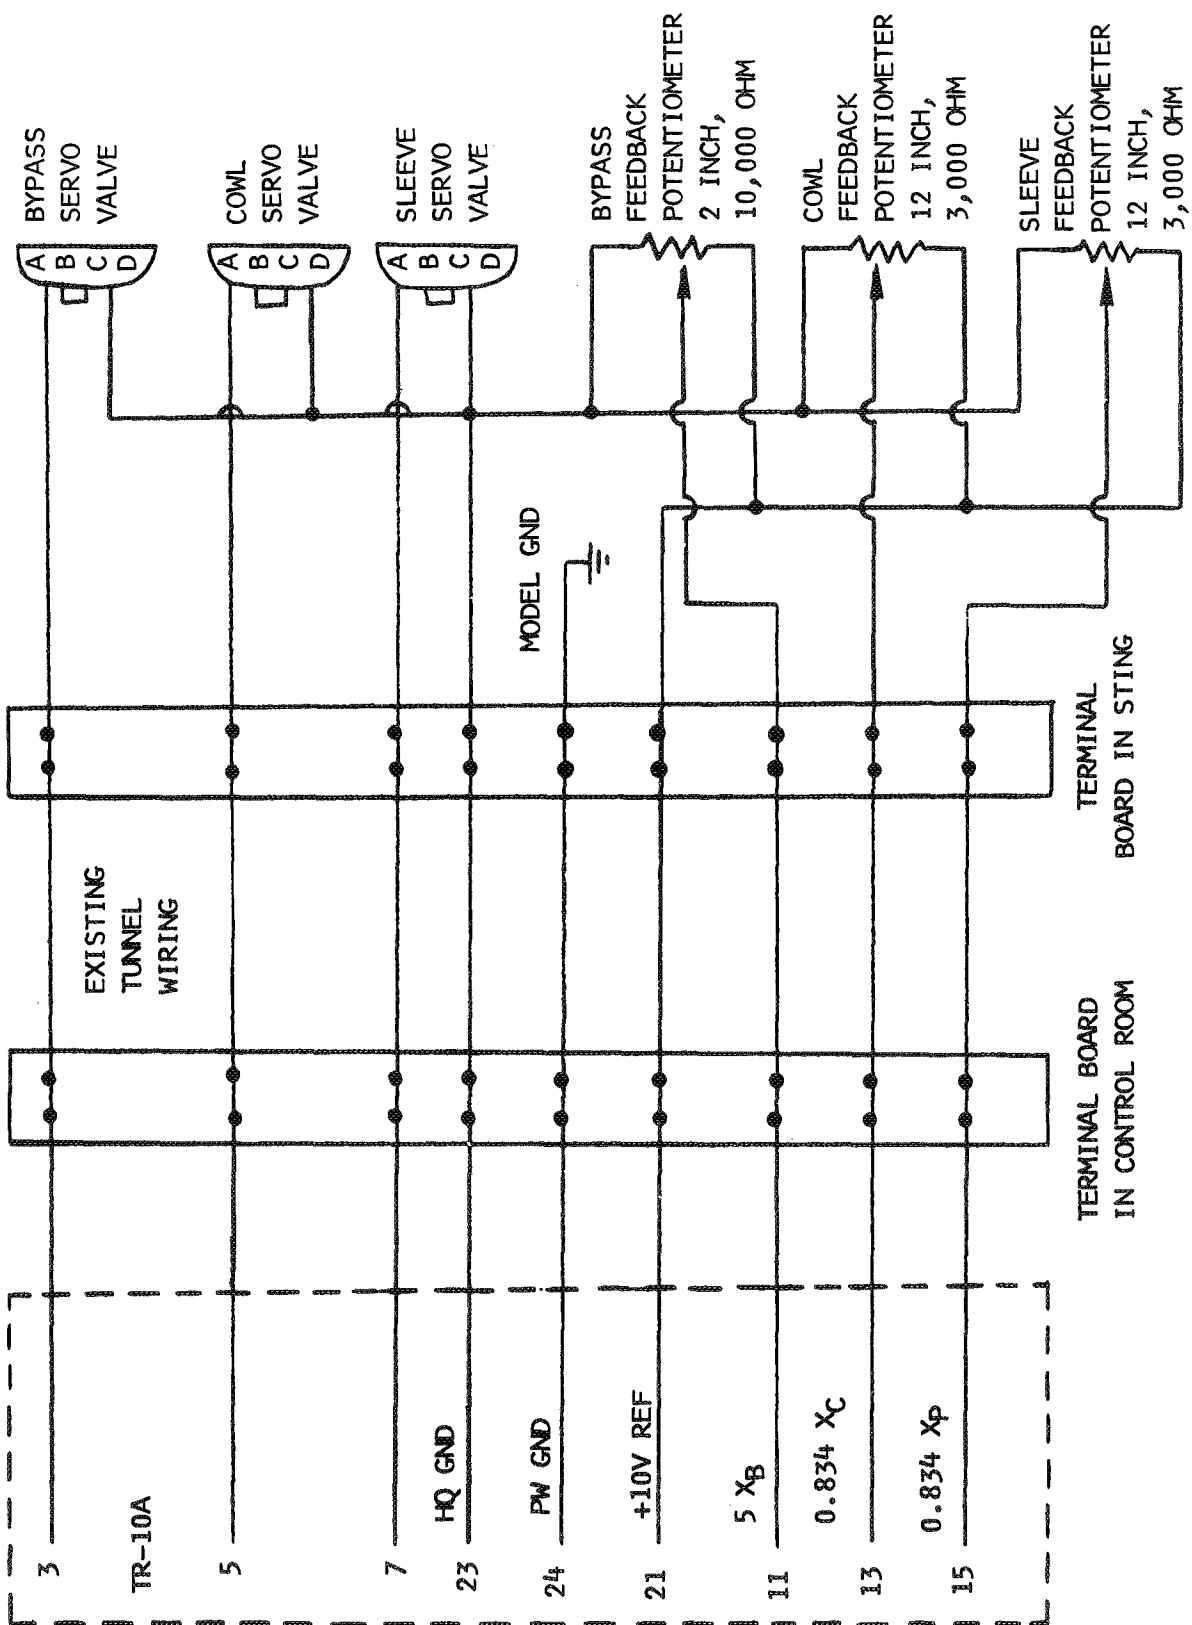 3
TR-10A
5
7
23
HQ GND
24
PW GND
21
+10V REF
11
5 XB
13
0.834 XC
15
0.834 XP
TERMINAL BOARD
IN CONTROL ROOM
EXISTING
TUNNEL
WIRING
TERMINAL
BOARD IN STING
MODEL GND
A
B
C
D
BYPASS
SERVO
VALVE
A
B
C
D
COWL
SERVO
VALVE
A
B
C
D
SLEEVE
SERVO
VALVE
BYPASS
FEEDBACK
POTENTIOMETER
2 INCH,
10,000 OHM
COWL
FEEDBACK
POTENTIOMETER
12 INCH,
3,000 OHM
SLEEVE
FEEDBACK
POTENTIOMETER
12 INCH,
3,000 OHM